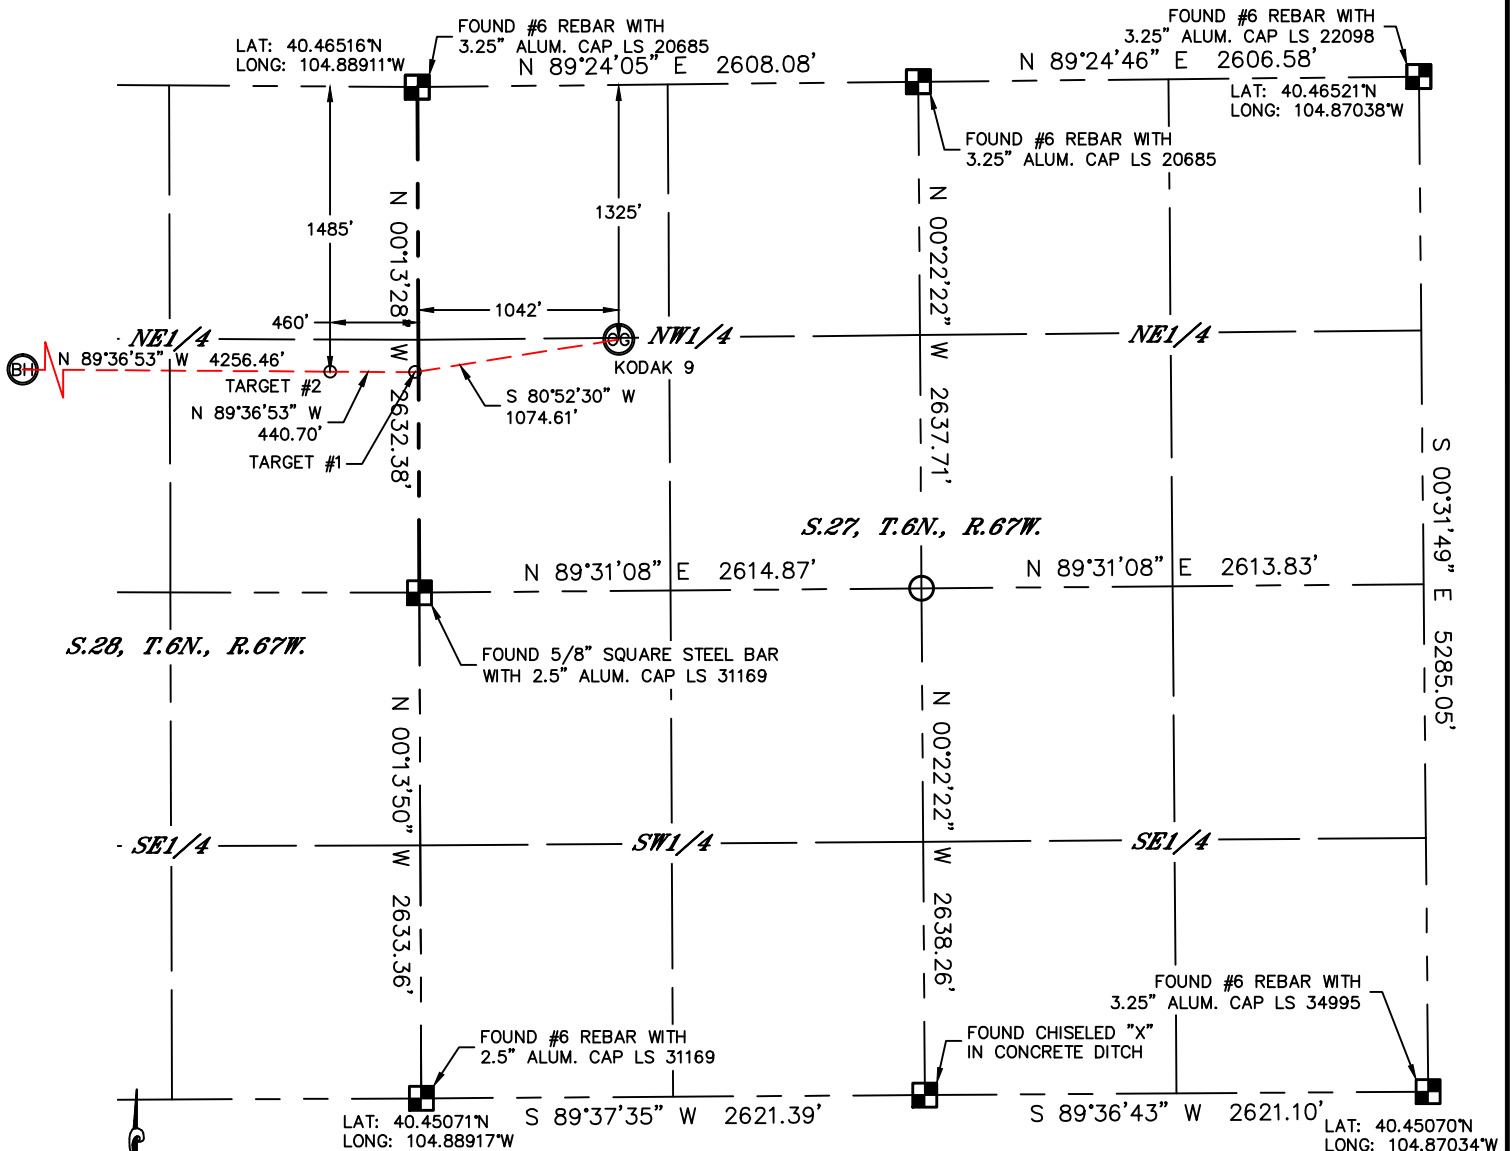 FOUND #6 REBAR WITH
3.25" ALUM. CAP LS 20685
LAT: 40.46516°N
LONG: 104.88911°W
N 89°24'05" E 2608.08'
FOUND #6 REBAR WITH
3.25" ALUM. CAP LS 22098
N 89°24'46" E 2606.58'
LAT: 40.46521°N
LONG: 104.87038°W
FOUND #6 REBAR WITH
3.25" ALUM. CAP LS 20685
1485'
N 00°13'28" W 2632.38'
1325'
N 00°22'22" W 2637.71'
460'
1042'
NE1/4
NW1/4
NE1/4
BH
N 89°36'53" W 4256.46'
OG
KODAK 9
TARGET #2
N 89°36'53" W
440.70'
S 80°52'30" W
1074.61'
TARGET #1
S 00°31'49" E 5285.05'
S.27, T.6N., R.67W.
N 89°31'08" E 2614.87'
N 89°31'08" E 2613.83'
S.28, T.6N., R.67W.
FOUND 5/8" SQUARE STEEL BAR
WITH 2.5" ALUM. CAP LS 31169
N 00°13'50" W 2633.36'
N 00°22'22" W 2638.26'
SE1/4
SW1/4
SE1/4
FOUND #6 REBAR WITH
3.25" ALUM. CAP LS 34995
FOUND #6 REBAR WITH
2.5" ALUM. CAP LS 31169
FOUND CHISELED "X"
IN CONCRETE DITCH
S 89°37'35" W 2621.39'
S 89°36'43" W 2621.10'
LAT: 40.45071°N
LONG: 104.88917°W
LAT: 40.45070°N
LONG: 104.87034°W